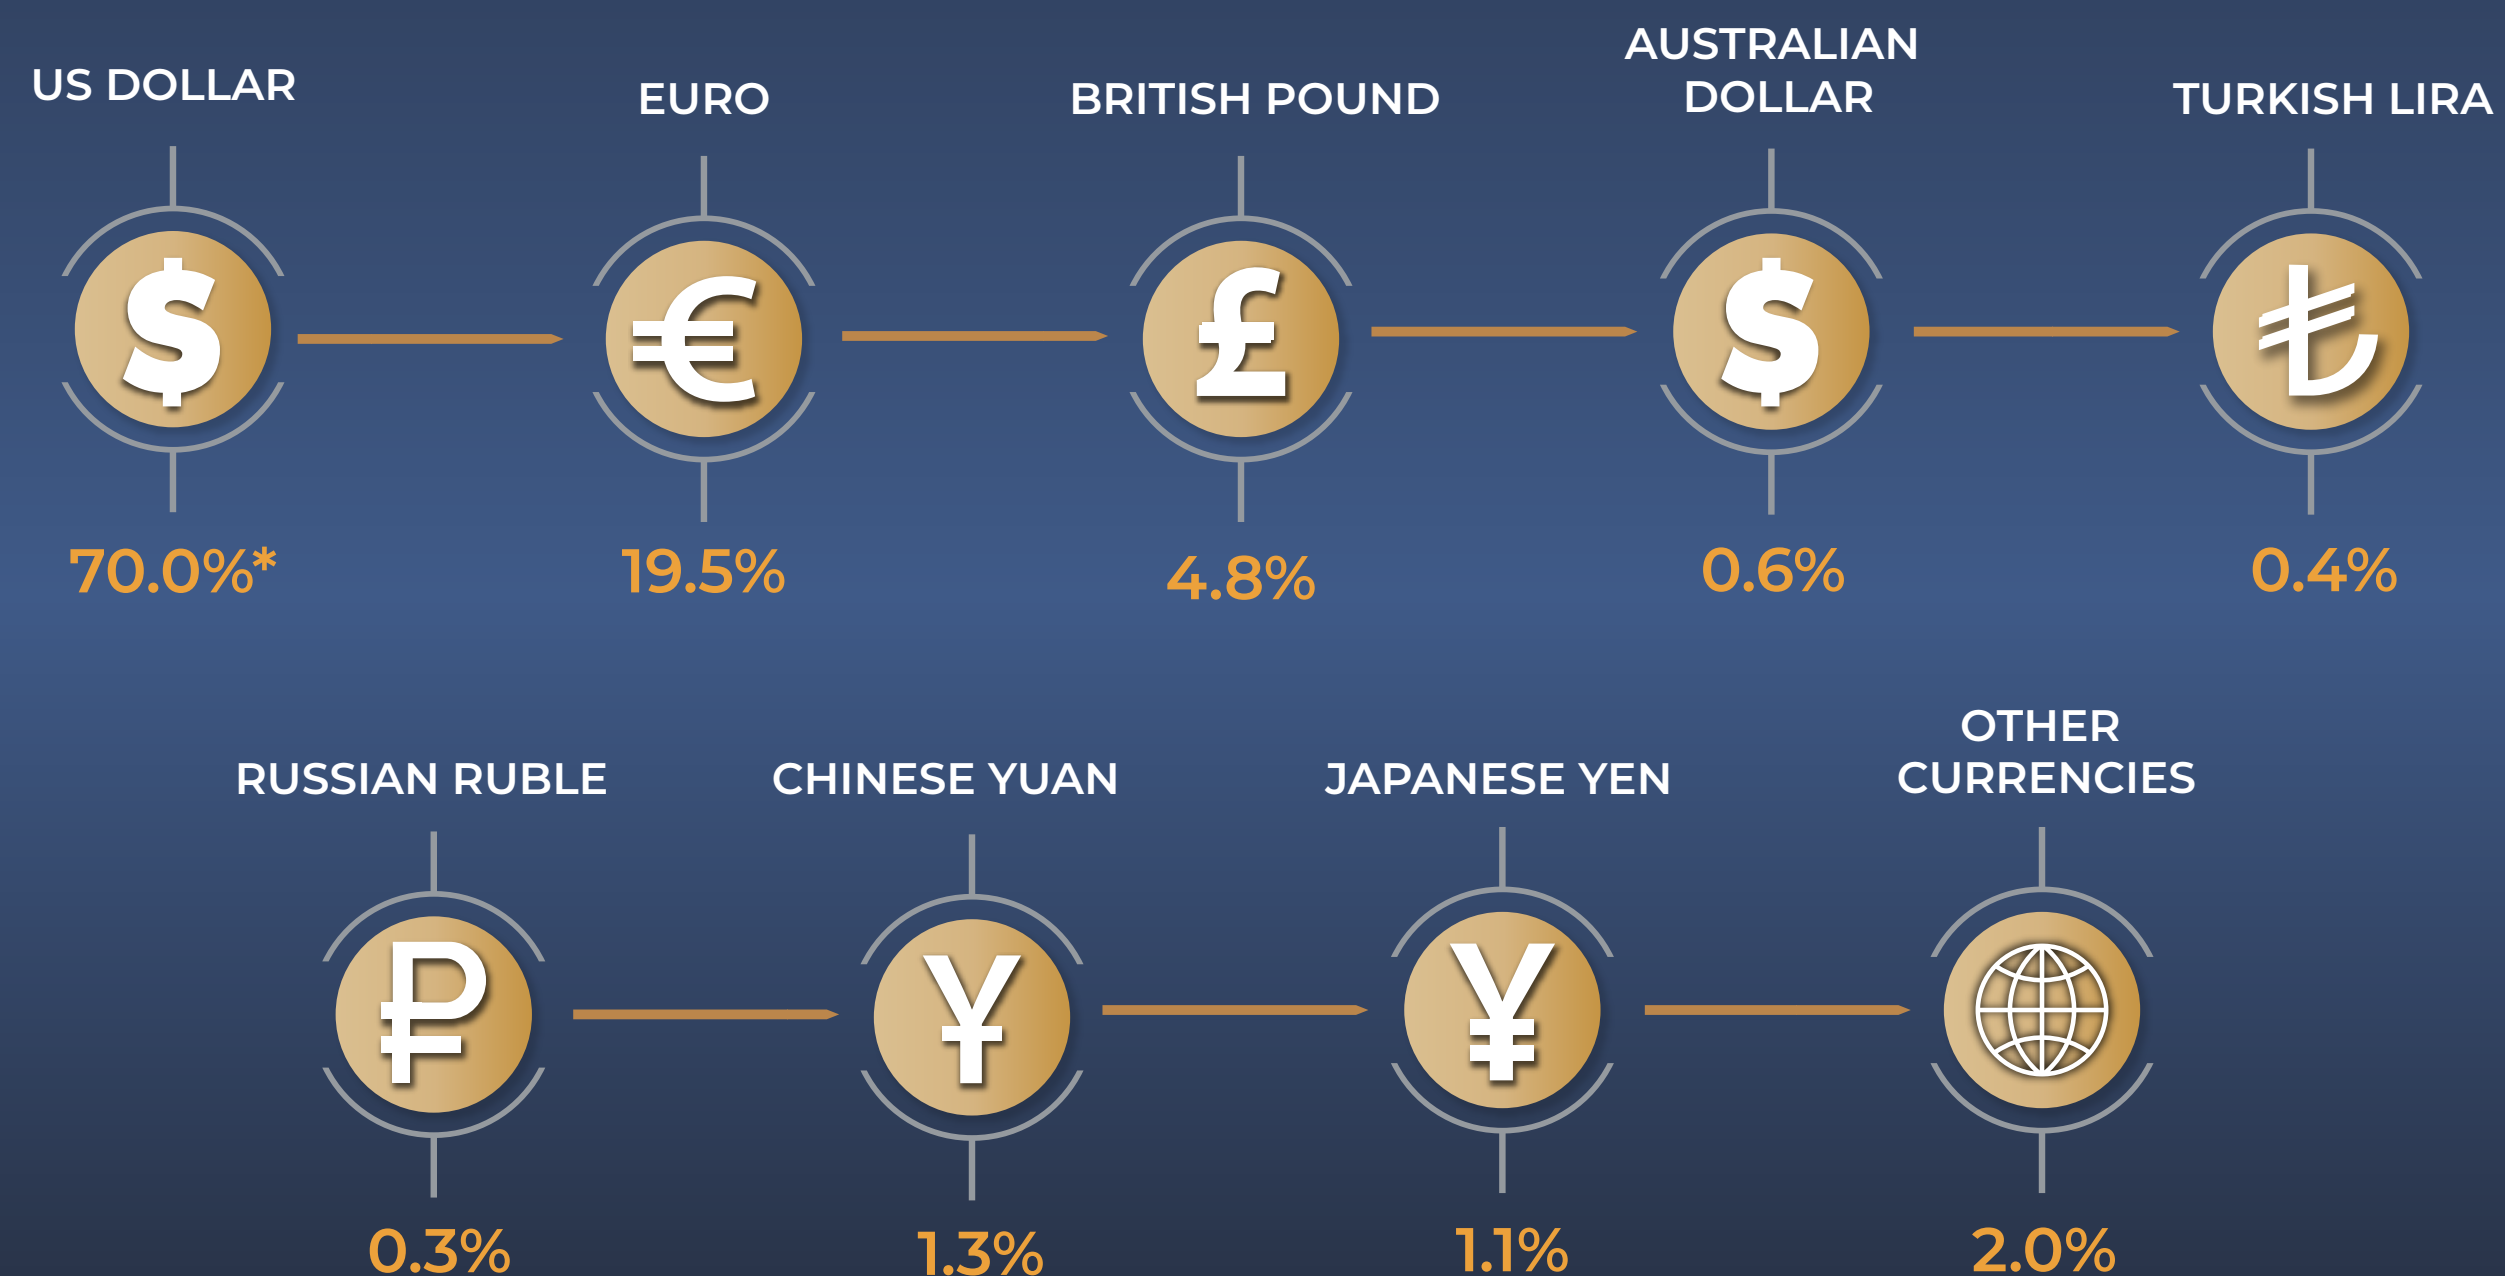 US DOLLAR
EURO
BRITISH POUND
AUSTRALIAN
DOLLAR
TURKISH LIRA
$
€
£
$
₺
70.0%*
19.5%
4.8%
0.6%
0.4%
RUSSIAN RUBLE
CHINESE YUAN
JAPANESE YEN
OTHER
CURRENCIES
₽
Ұ
¥
0.3%
1.3%
1.1%
2.0%